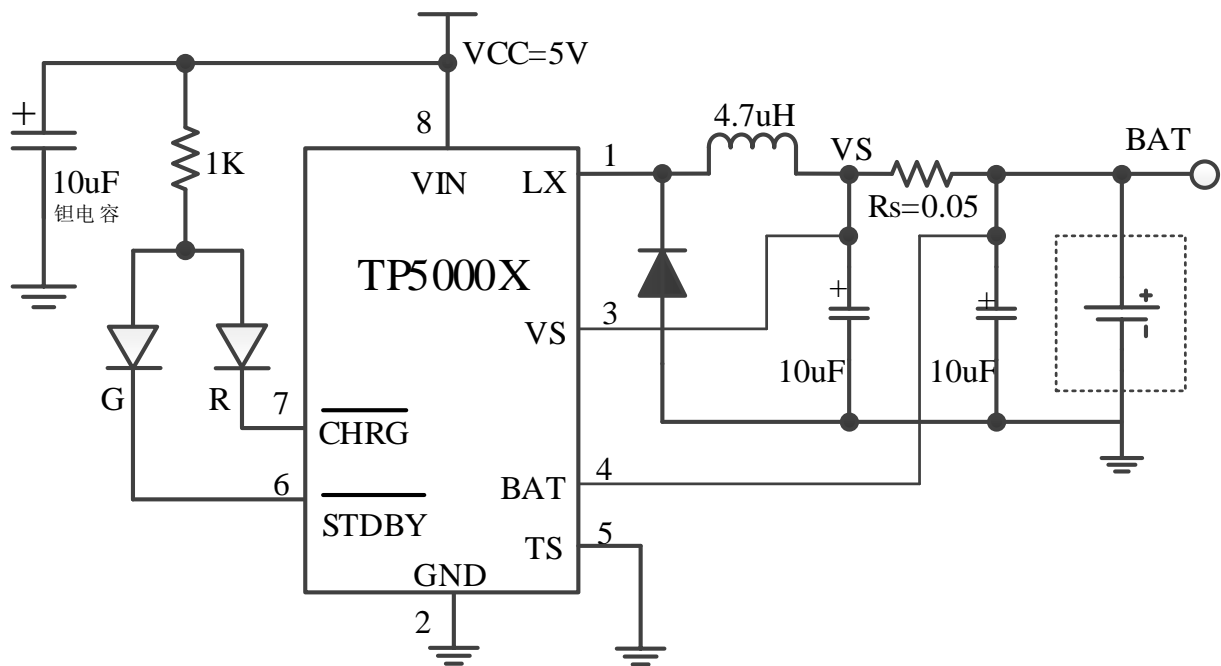 VCC=5V
+
10uF
钽电容
1K
8
VIN
LX
1
4.7uH
VS
Rs=0.05
BAT
TP5000X
VS
3
+
10uF
+
10uF
+
-
G
R
7
CHRG
6
STDBY
BAT
4
TS
5
GND
2